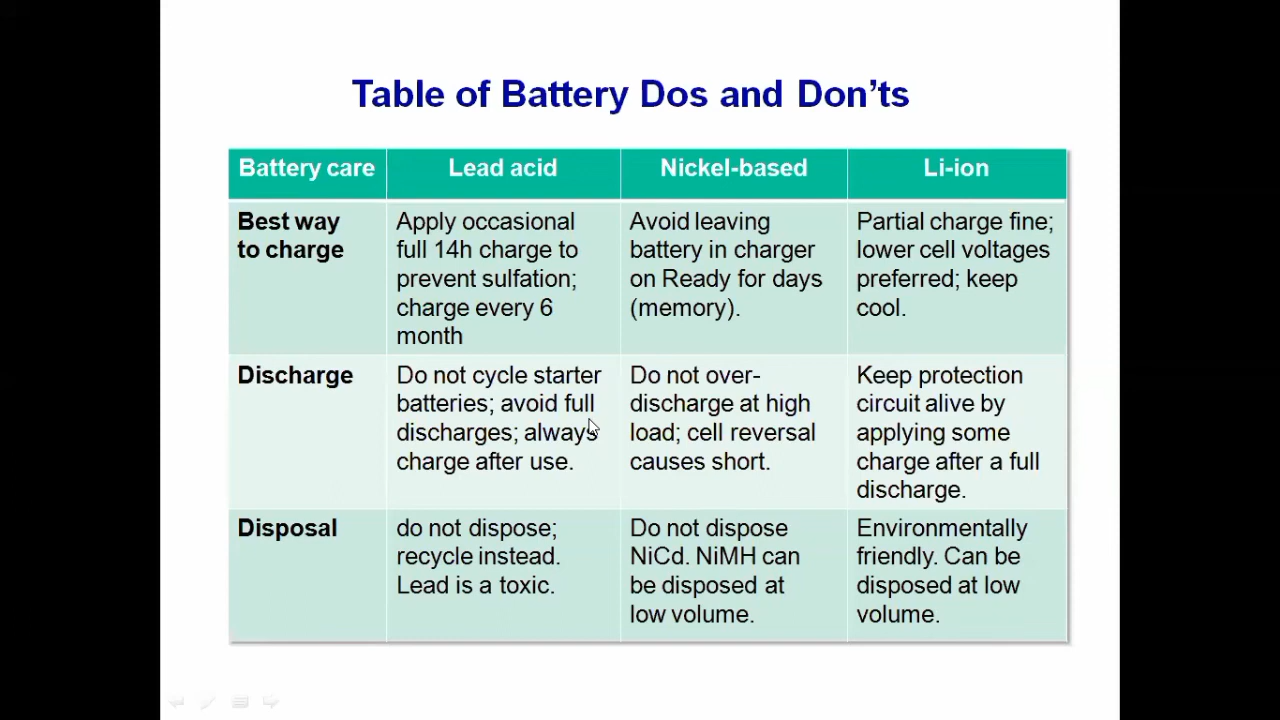 Table of Battery Dos and Don’ts
Battery care
Lead acid
Nickel-based
Li-ion
Best way
to charge
Apply occasional
full 14h charge to
prevent sulfation;
charge every 6
month
Avoid leaving
battery in charger
on Ready for days
(memory).
Partial charge fine;
lower cell voltages
preferred; keep
cool.
Discharge
Do not cycle starter
batteries; avoid full
discharges; always
charge after use.
Do not over-
discharge at high
load; cell reversal
causes short.
Keep protection
circuit alive by
applying some
charge after a full
discharge.
Disposal
do not dispose;
recycle instead.
Lead is a toxic.
Do not dispose
NiCd. NiMH can
be disposed at
low volume.
Environmentally
friendly. Can be
disposed at low
volume.